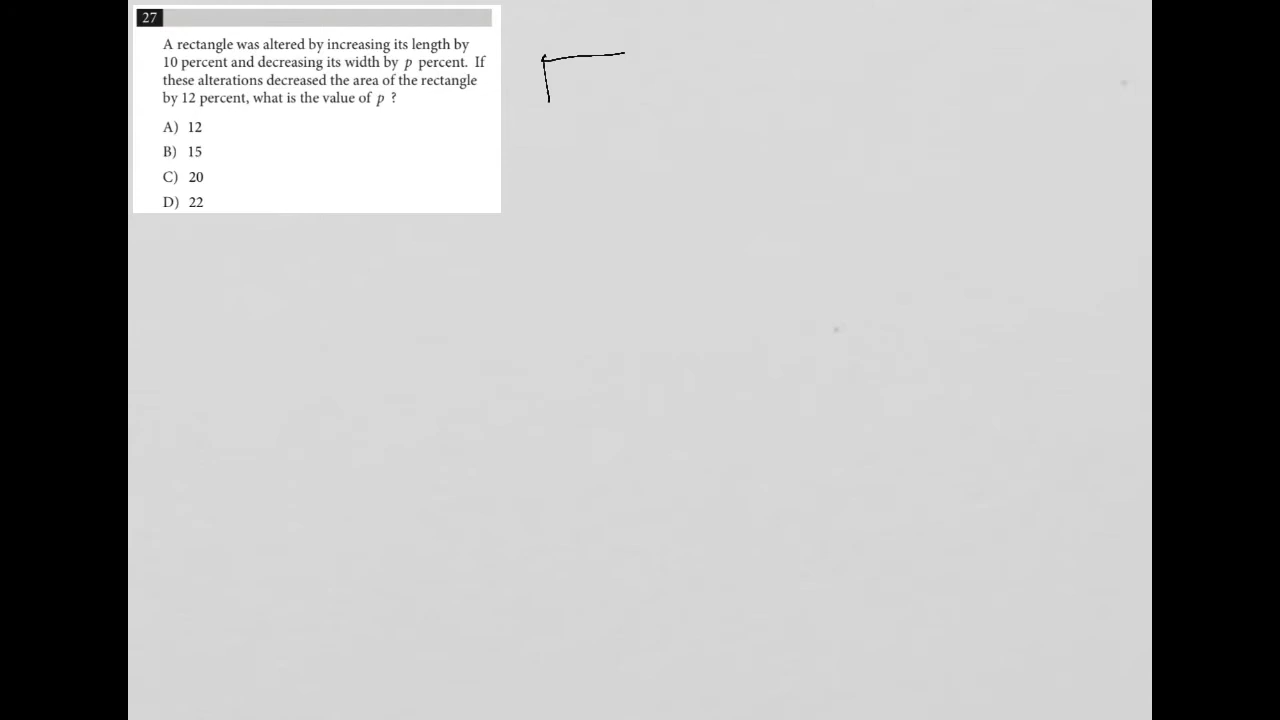 27
A rectangle was altered by increasing its length by
10 percent and decreasing its width by p percent. If
these alterations decreased the area of the rectangle
by 12 percent, what is the value of p ?
A) 12
B) 15
C) 20
D) 22